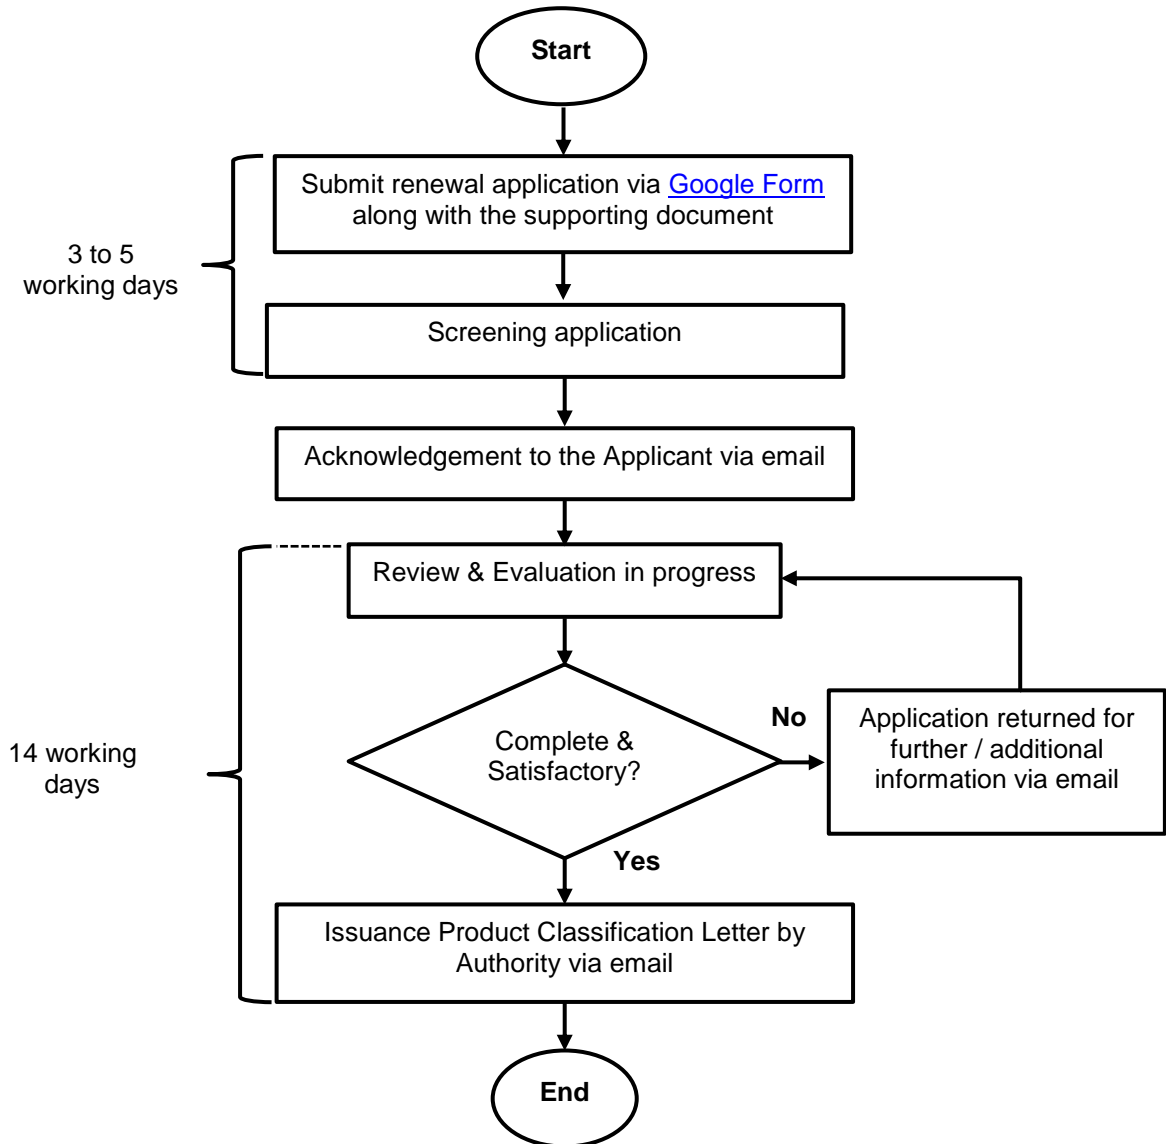 Start
Submit renewal application via Google Form
along with the supporting document
3 to 5
working days
Screening application
Acknowledgement to the Applicant via email
Review & Evaluation in progress
No
Application returned for
further / additional
information via email
Complete &
Satisfactory?
14 working
days
Yes
Issuance Product Classification Letter by
Authority via email
End